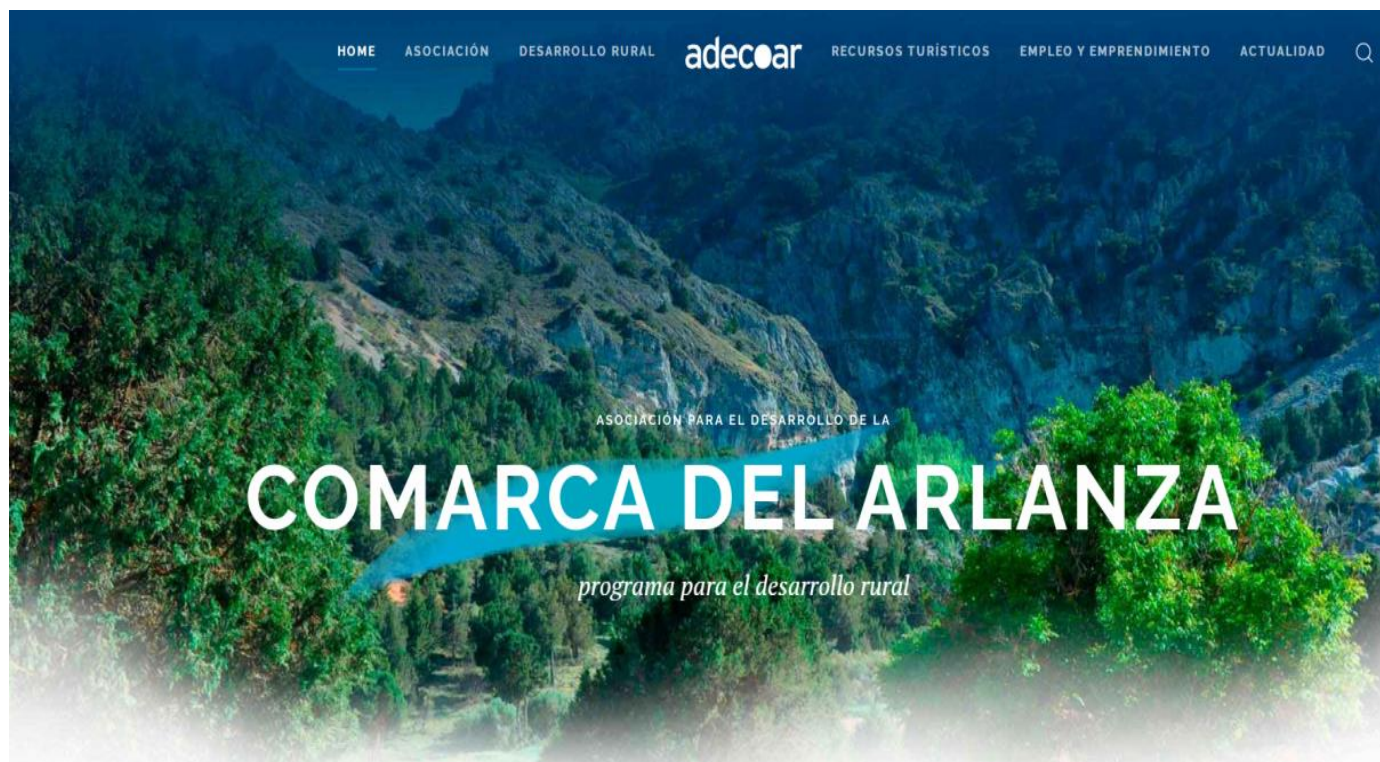 HOME ASOCIACIÓN DESARROLLO RURAL adecoar RECURSOS TURÍSTICOS EMPLEO Y EMPRENDIMIENTO ACTUALIDAD
ASOCIACIÓN PARA EL DESARROLLO DE LA
COMARCA DEL ARLANZA
programa para el desarrollo rural